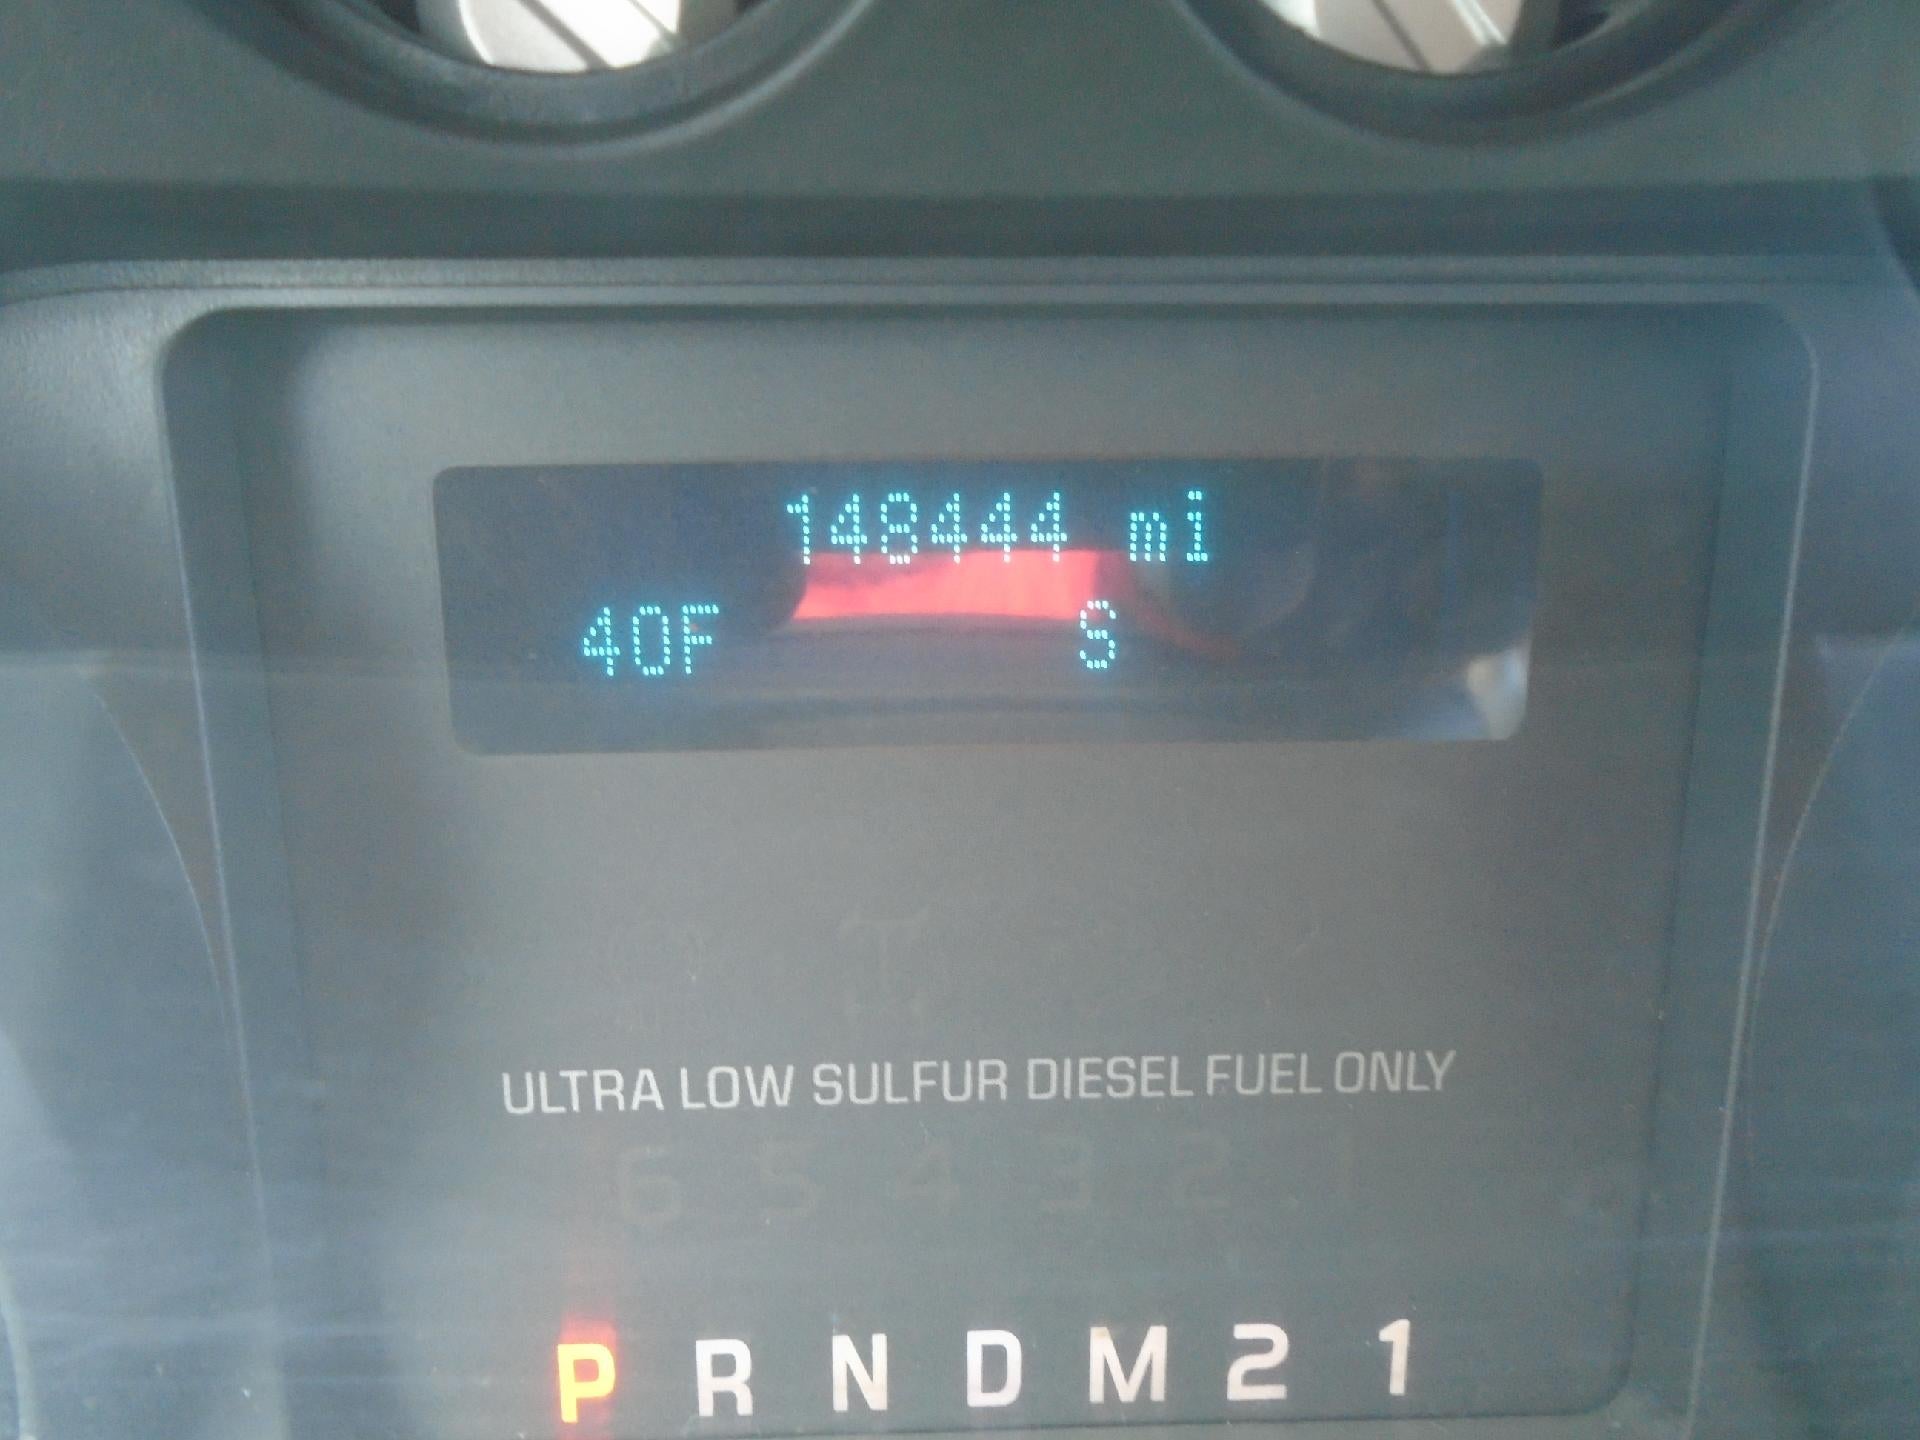 148444 mi
40F S
ULTRA LOW SULFUR DIESEL FUEL ONLY
6 5 4 3 2 1
P R N D M 2 1